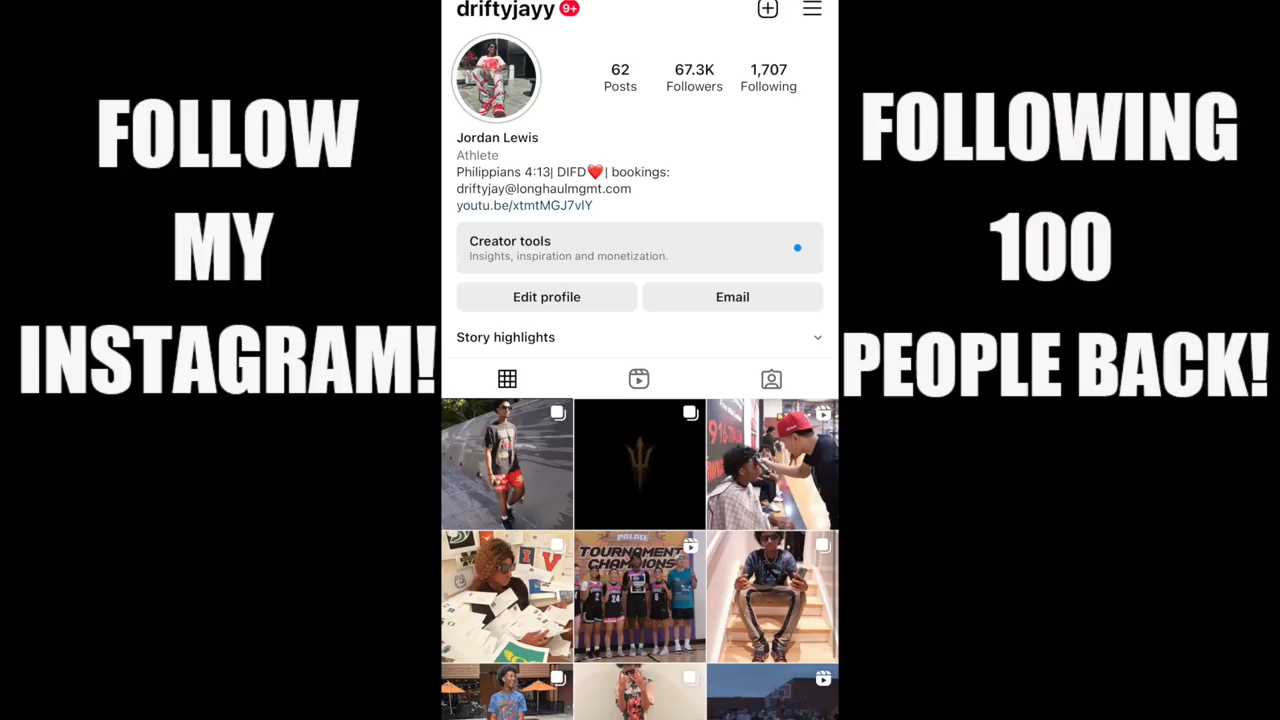 FOLLOW
MY
INSTAGRAM!
driftyjayy 9+
62
Posts
67.3K
Followers
1,707
Following
Jordan Lewis
Athlete
Philippians 4:13| DIFD❤️| bookings:
driftyjay@longhaulmgmt.com
youtu.be/xtmtMGJ7vlY
Creator tools
Insights, inspiration and monetization.
Edit profile
Email
Story highlights
PALACE
TOURNAMENT
CHAMPIONS
FOLLOWING
100
PEOPLE BACK!